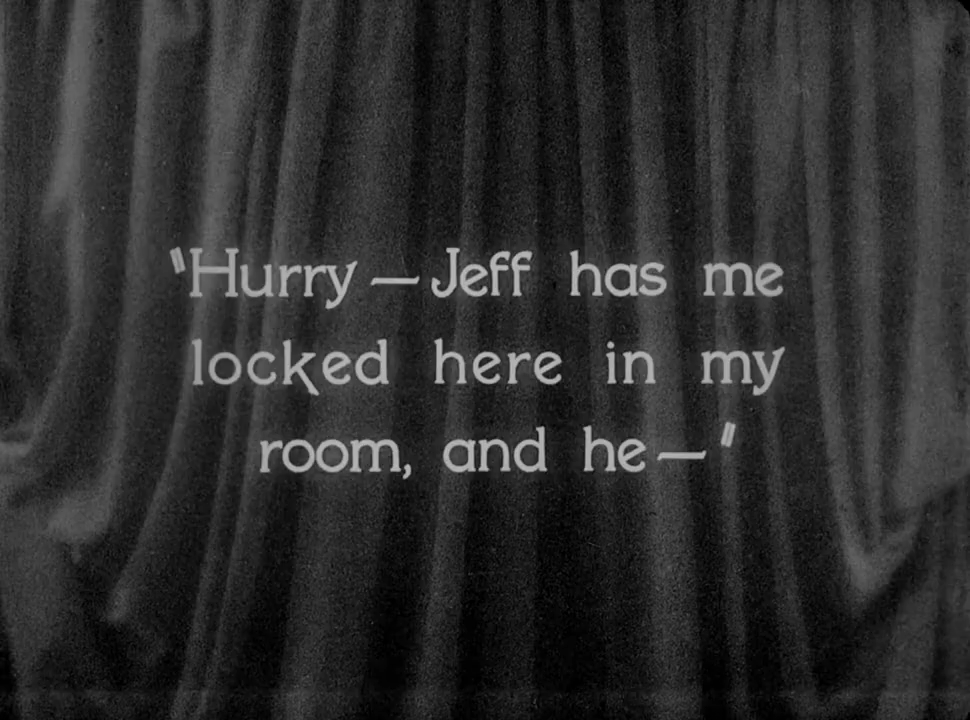 "Hurry — Jeff has me
locked here in my
room, and he — "